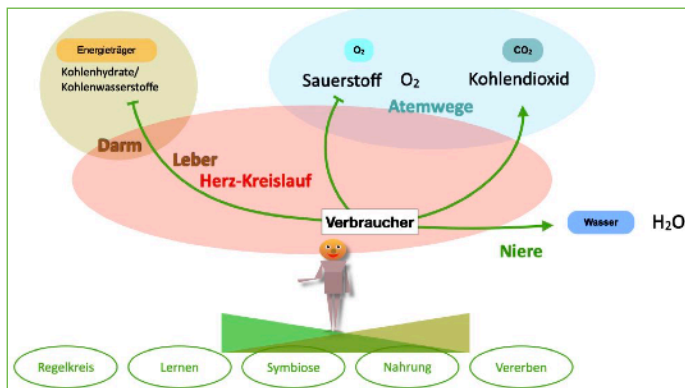 Energieträger
Kohlenhydrate/
Kohlenwasserstoffe
O₂
Sauerstoff O₂
CO₂
Kohlendioxid
Atemwege
Darm
Leber
Herz-Kreislauf
Verbraucher
Wasser H₂O
Niere
Regelkreis
Lernen
Symbiose
Nahrung
Vererben